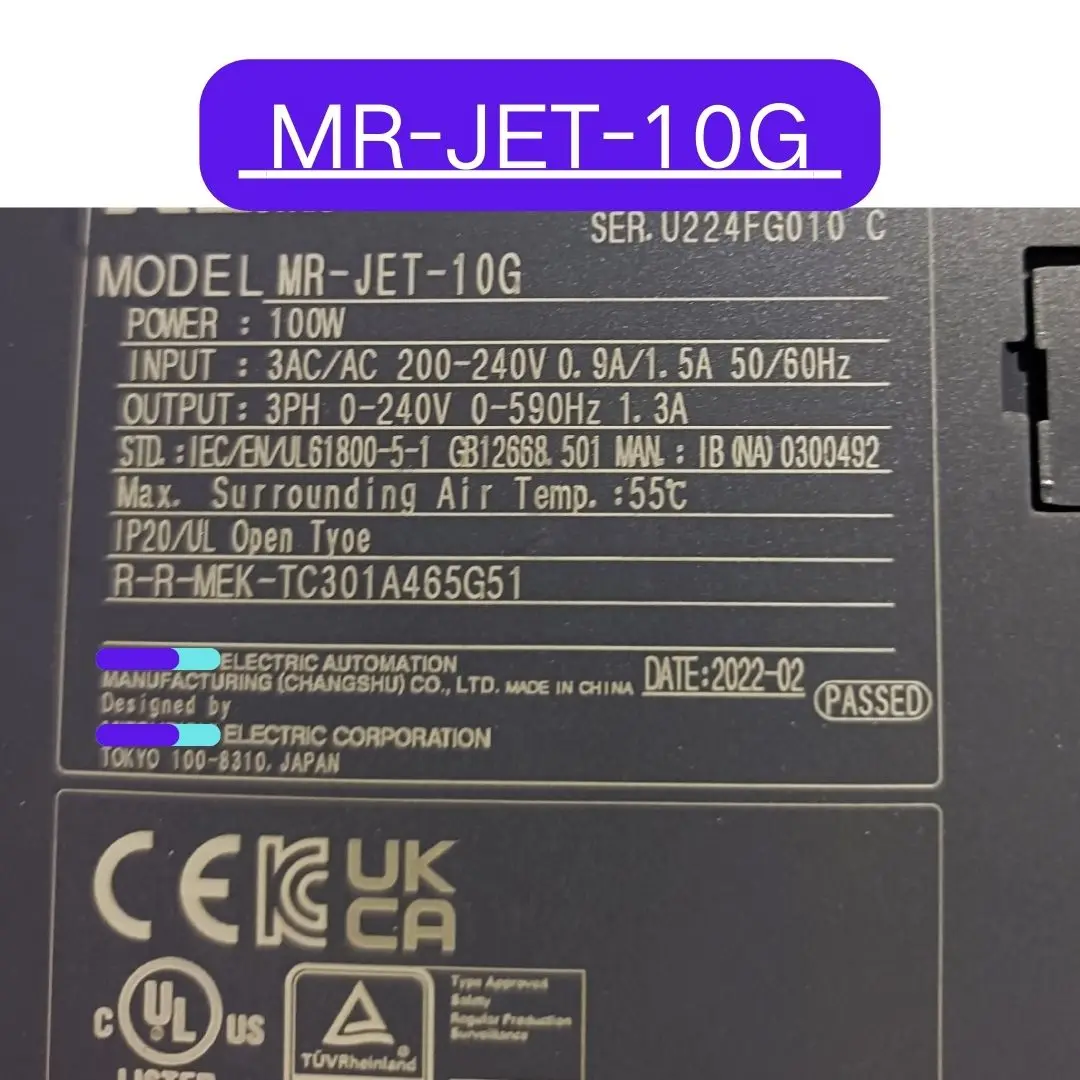 MR-JET-10G
SER. U224FG010 C
MODEL MR-JET-10G
POWER : 100W
INPUT : 3AC/AC 200-240V 0.9A/1.5A 50/60Hz
OUTPUT: 3PH 0-240V 0-590Hz 1.3A
STD.:IEC/EN/UL61800-5-1 GB12668.501 MAN.: IB(NA)0300492
Max. Surrounding Air Temp.:55℃
IP20/UL Open Tyoe
R-R-MEK-TC301A465G51
ELECTRIC AUTOMATION
MANUFACTURING (CHANGSHU) CO., LTD. MADE IN CHINA
DATE:2022-02
PASSED
Designed by
ELECTRIC CORPORATION
TOKYO 100-8310, JAPAN
CE
KC
UK
CA
C UL US
LISTED
TÜVRheinland
Type Approved
Safety
Regular Production
Surveillance